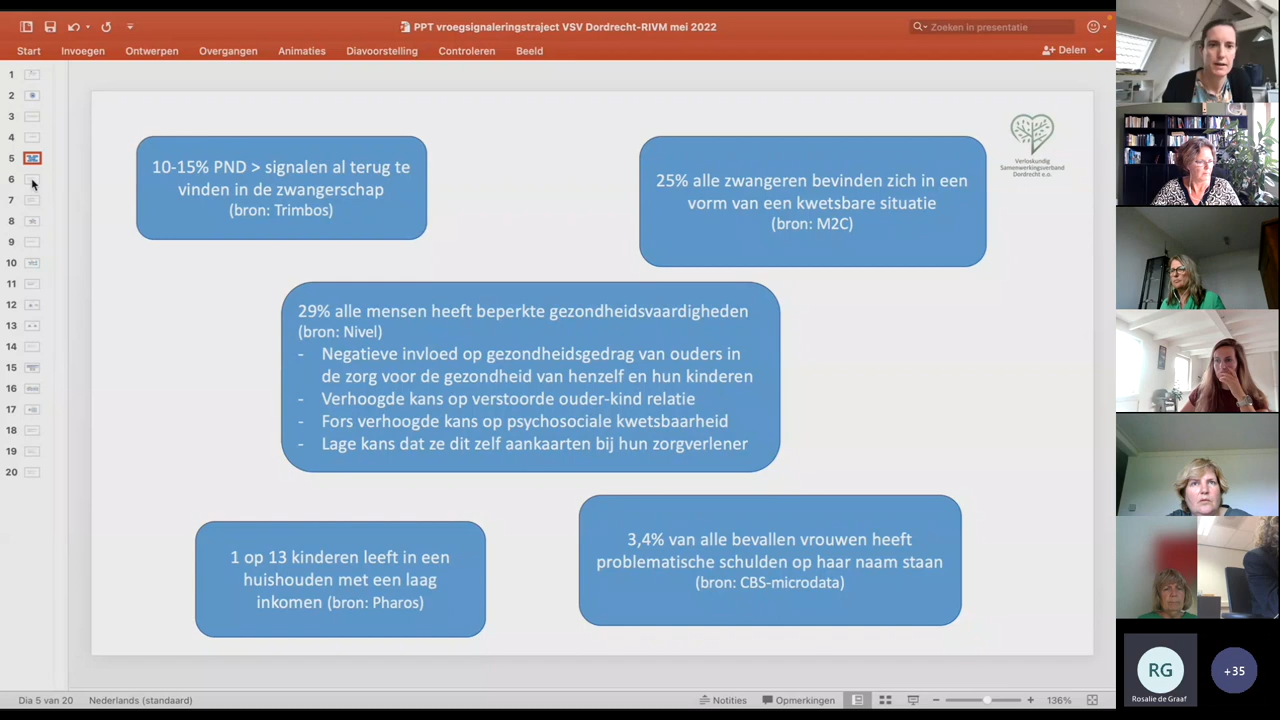 PPT vroegsignaleringstraject VSV Dordrecht-RIVM mei 2022
Zoeken in presentatie
Start Invoegen Ontwerpen Overgangen Animaties Diavoorstelling Controleren Beeld
Delen
1
2
3
4
5
6
7
8
9
10
11
12
13
14
15
16
17
18
19
20
10-15% PND > signalen al terug te
vinden in de zwangerschap
(bron: Trimbos)
25% alle zwangeren bevinden zich in een
vorm van een kwetsbare situatie
(bron: M2C)
Verloskundig
Samenwerkingsverband
Dordrecht e.o.
29% alle mensen heeft beperkte gezondheidsvaardigheden
(bron: Nivel)
- Negatieve invloed op gezondheidsgedrag van ouders in
de zorg voor de gezondheid van henzelf en hun kinderen
- Verhoogde kans op verstoorde ouder-kind relatie
- Fors verhoogde kans op psychosociale kwetsbaarheid
- Lage kans dat ze dit zelf aankaarten bij hun zorgverlener
1 op 13 kinderen leeft in een
huishouden met een laag
inkomen (bron: Pharos)
3,4% van alle bevallen vrouwen heeft
problematische schulden op haar naam staan
(bron: CBS-microdata)
RG
Rosalie de Graaf
+35
Dia 5 van 20 Nederlands (standaard)
Notities Opmerkingen
136%